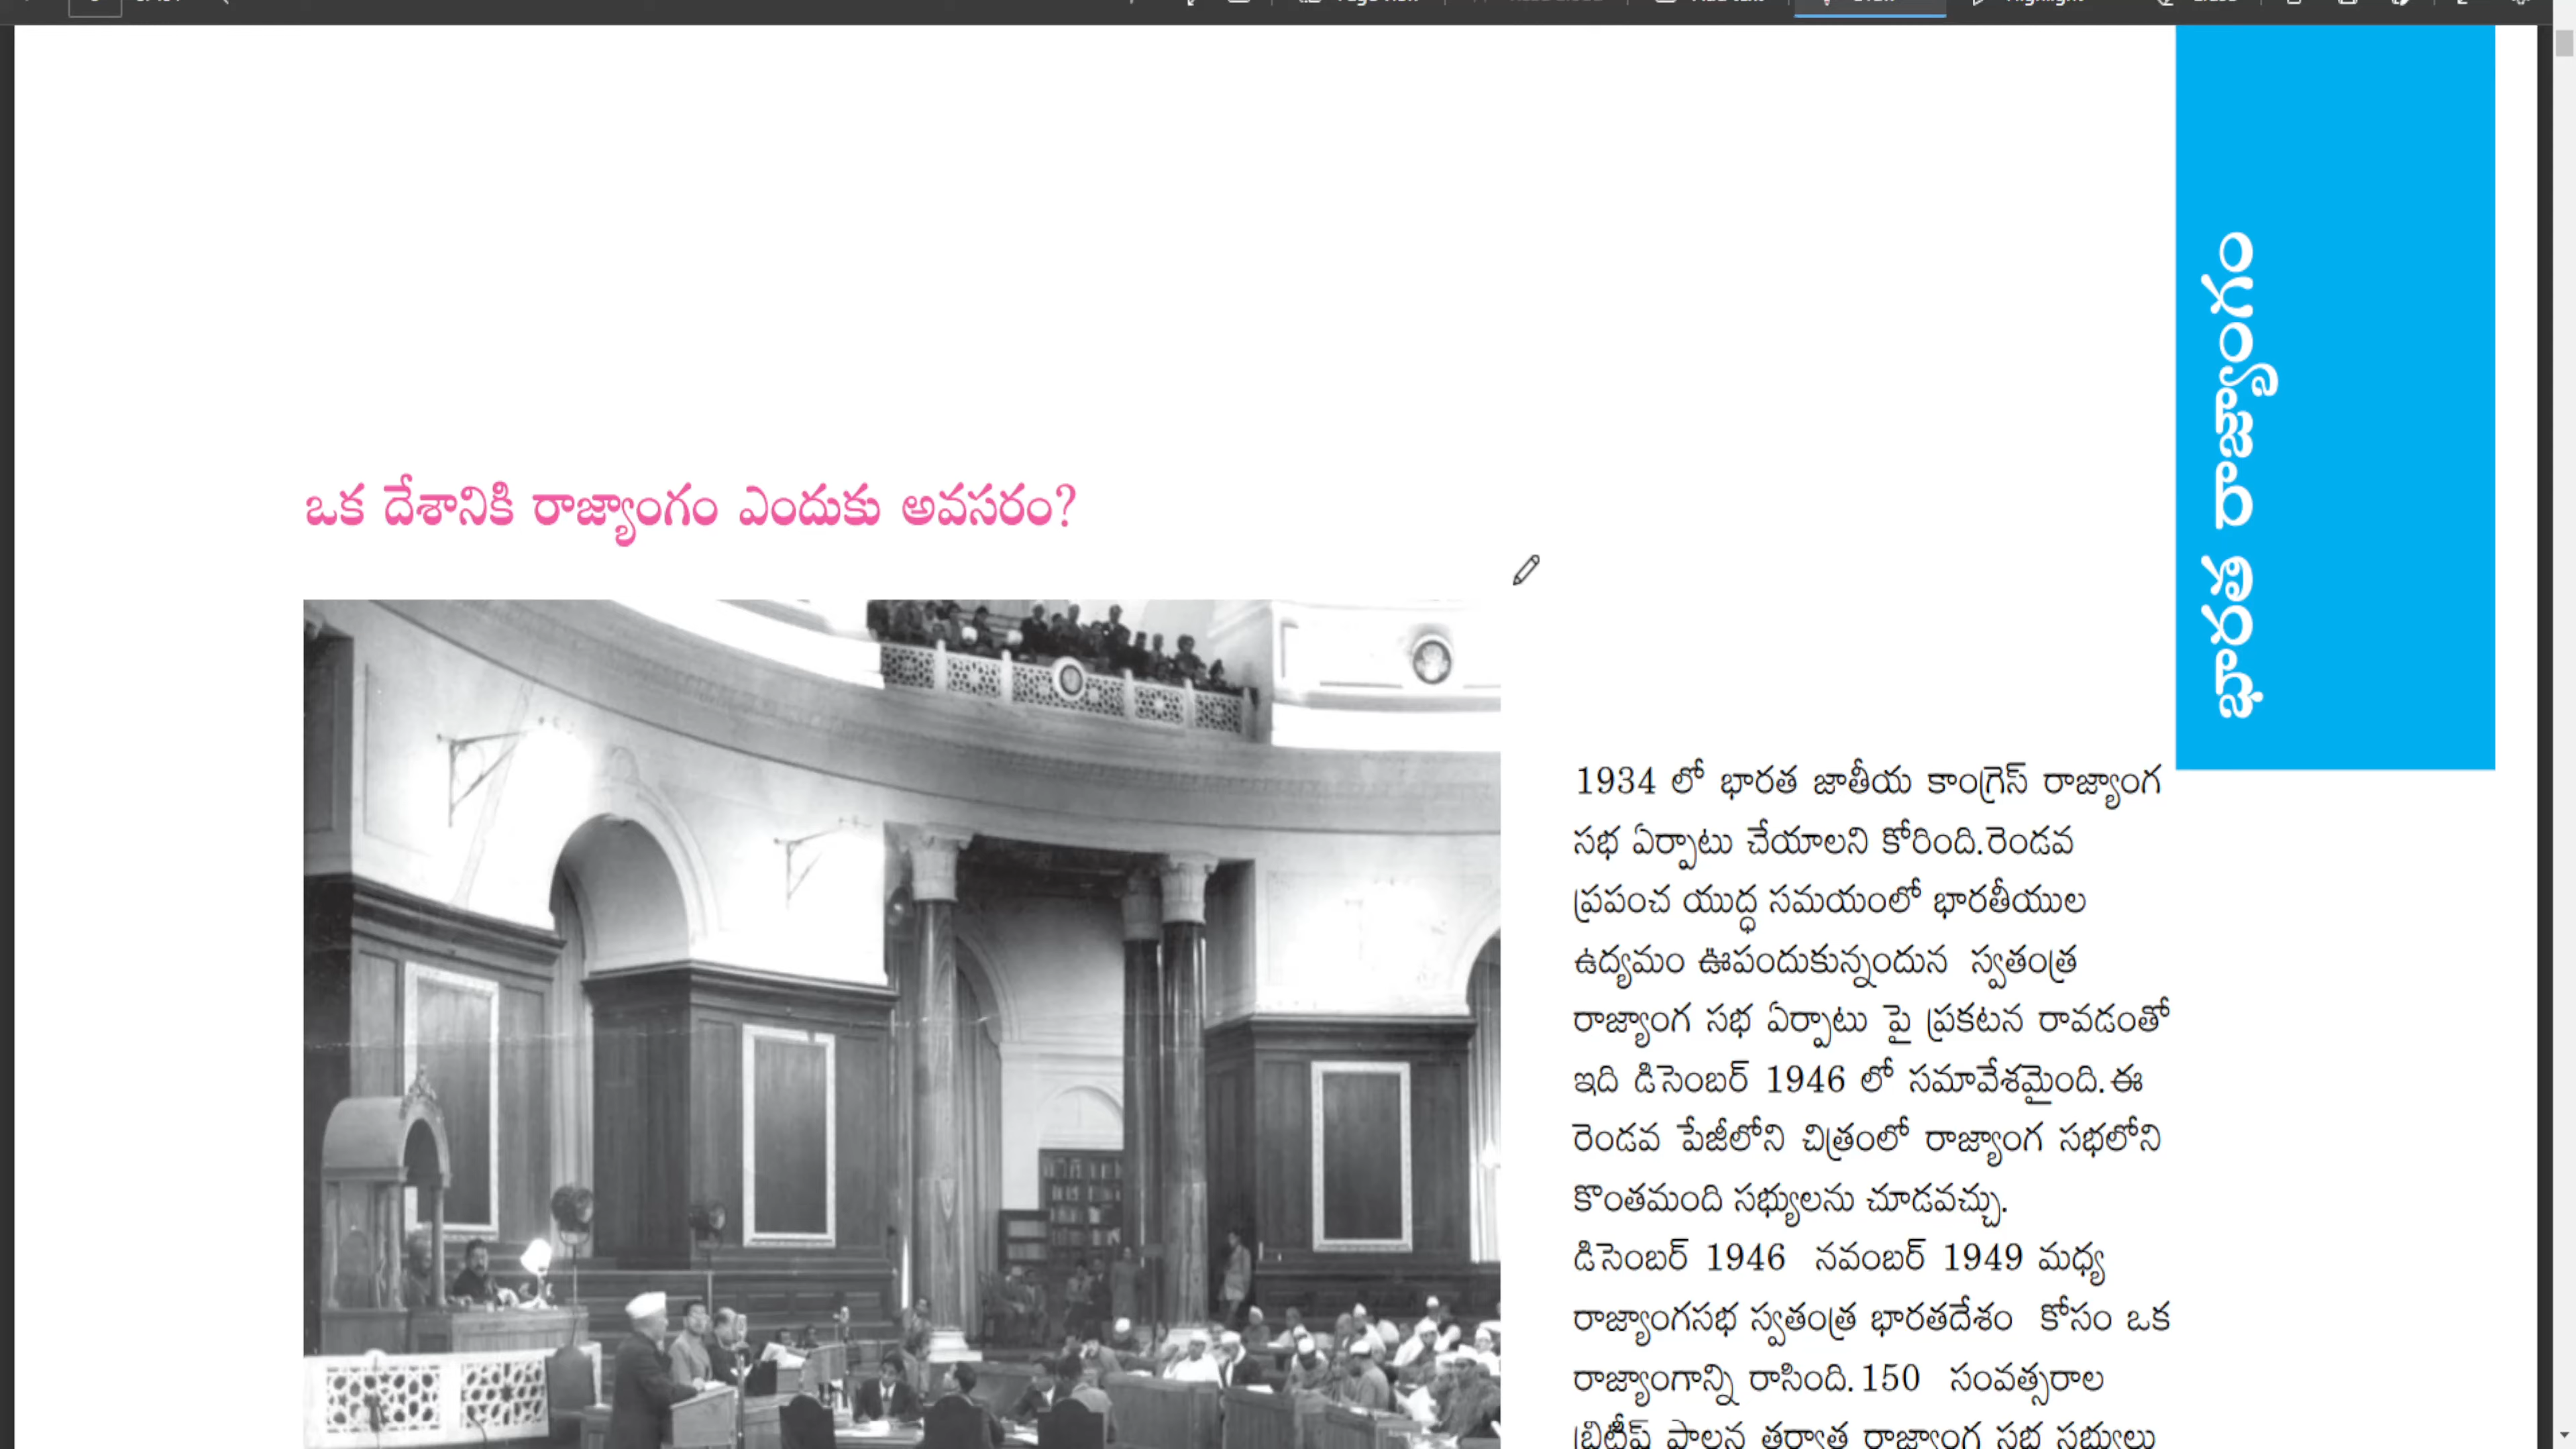 ఒక దేశానికి రాజ్యాంగం ఎందుకు అవసరం?
భారత రాజ్యాంగం
1934 లో భారత జాతీయ కాంగ్రెస్ రాజ్యాంగ
సభ ఏర్పాటు చేయాలని కోరింది.రెండవ
ప్రపంచ యుద్ధ సమయంలో భారతీయుల
ఉద్యమం ఊపందుకున్నందున స్వతంత్ర
రాజ్యాంగ సభ ఏర్పాటు పై ప్రకటన రావడంతో
ఇది డిసెంబర్ 1946 లో సమావేశమైంది.ఈ
రెండవ పేజీలోని చిత్రంలో రాజ్యాంగ సభలోని
కొంతమంది సభ్యులను చూడవచ్చు.
డిసెంబర్ 1946 నవంబర్ 1949 మధ్య
రాజ్యాంగసభ స్వతంత్ర భారతదేశం కోసం ఒక
రాజ్యాంగాన్ని రాసింది.150 సంవత్సరాల
బ్రిటీష్ పాలన తర్వాత రాజ్యాంగ సభ సభ్యులు